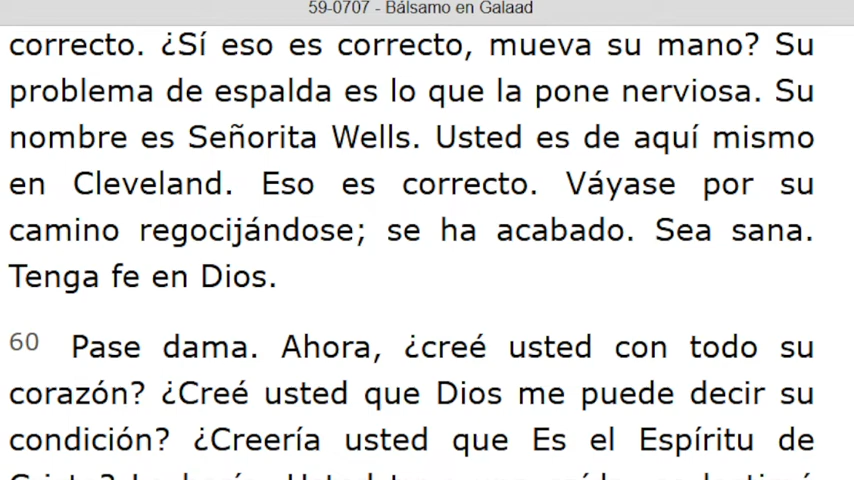 59-0707 - Bálsamo en Galaad
correcto. ¿Sí eso es correcto, mueva su mano? Su
problema de espalda es lo que la pone nerviosa. Su
nombre es Señorita Wells. Usted es de aquí mismo
en Cleveland. Eso es correcto. Váyase por su
camino regocijándose; se ha acabado. Sea sana.
Tenga fe en Dios.
60 Pase dama. Ahora, ¿creé usted con todo su
corazón? ¿Creé usted que Dios me puede decir su
condición? ¿Creería usted que Es el Espíritu de